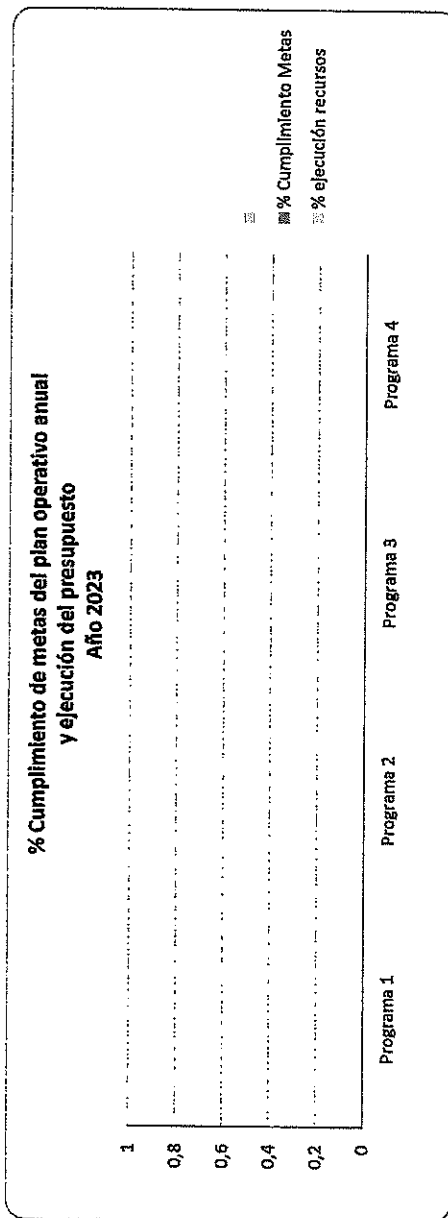 % Cumplimiento de metas del plan operativo anual
y ejecución del presupuesto
Año 2023
1
0,8
0,6
0,4
0,2
0
Programa 1
Programa 2
Programa 3
Programa 4
% Cumplimiento Metas
% ejecución recursos